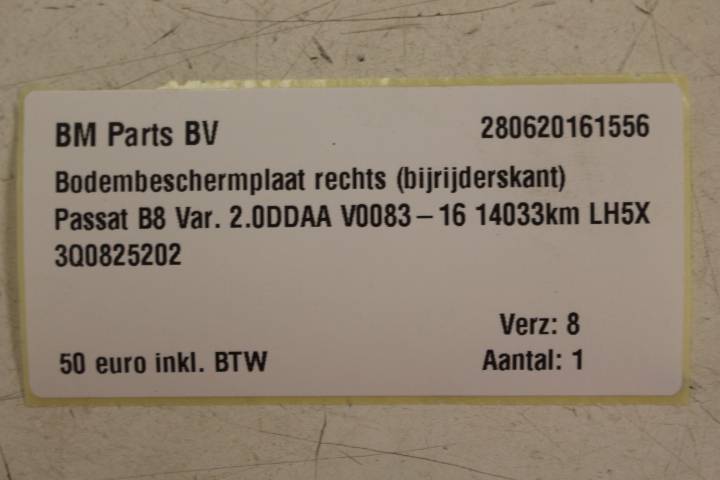 BM Parts BV 280620161556
Bodembeschermplaat rechts (bijrijderskant)
Passat B8 Var. 2.0DDAA V0083 – 16 14033km LH5X
3Q0825202
Verz: 8
50 euro inkl. BTW Aantal: 1